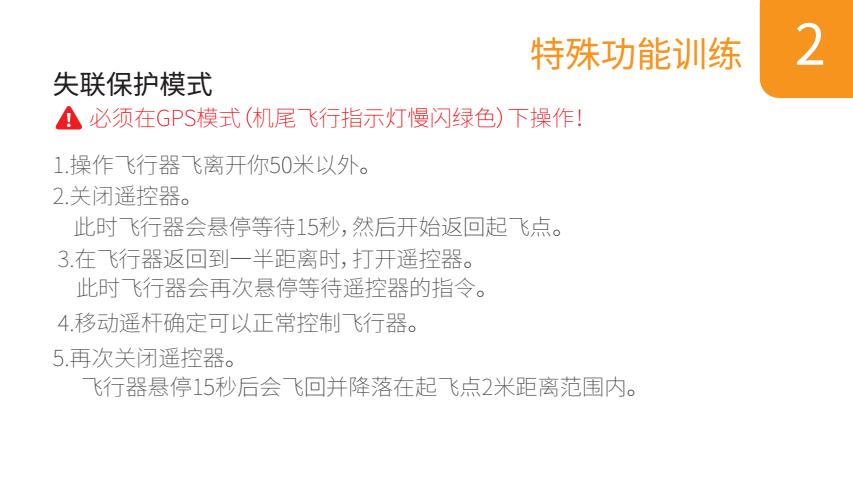 特殊功能训练
2
失联保护模式
必须在GPS模式(机尾飞行指示灯慢闪绿色)下操作!
1.操作飞行器飞离开你50米以外。
2.关闭遥控器。
此时飞行器会悬停等待15秒,然后开始返回起飞点。
3.在飞行器返回到一半距离时,打开遥控器。
此时飞行器会再次悬停等待遥控器的指令。
4.移动遥杆确定可以正常控制飞行器。
5.再次关闭遥控器。
飞行器悬停15秒后会飞回并降落在起飞点2米距离范围内。